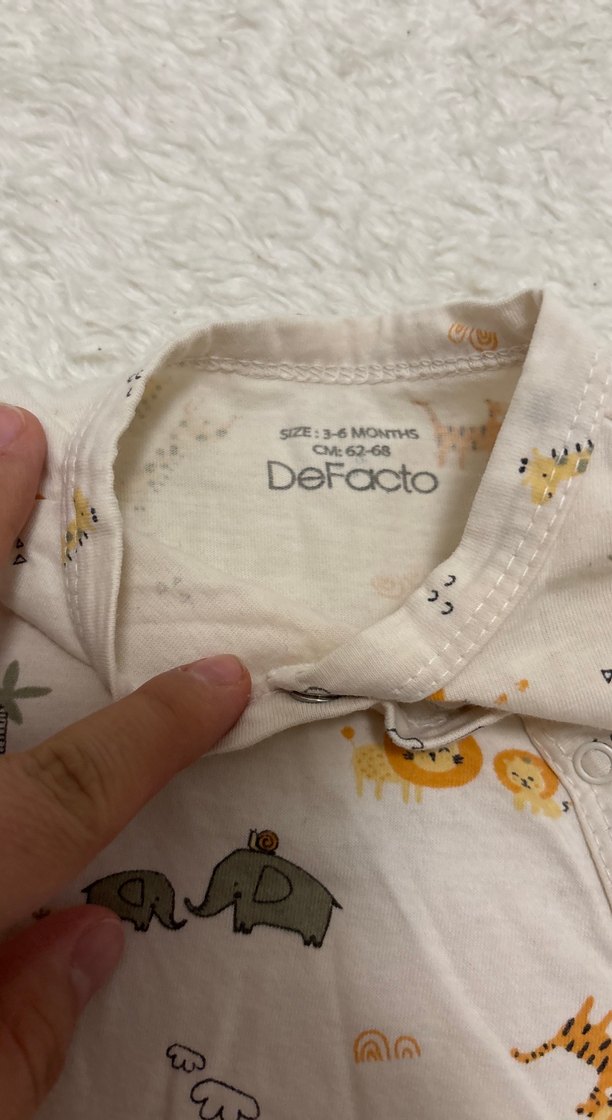 SIZE : 3-6 MONTHS
CM: 62-68
DeFacto